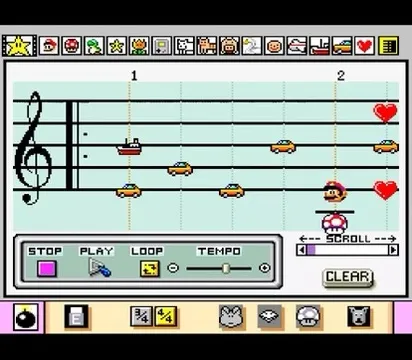 1 2
STOP PLAY LOOP TEMPO
SCROLL
CLEAR
3/4 4/4